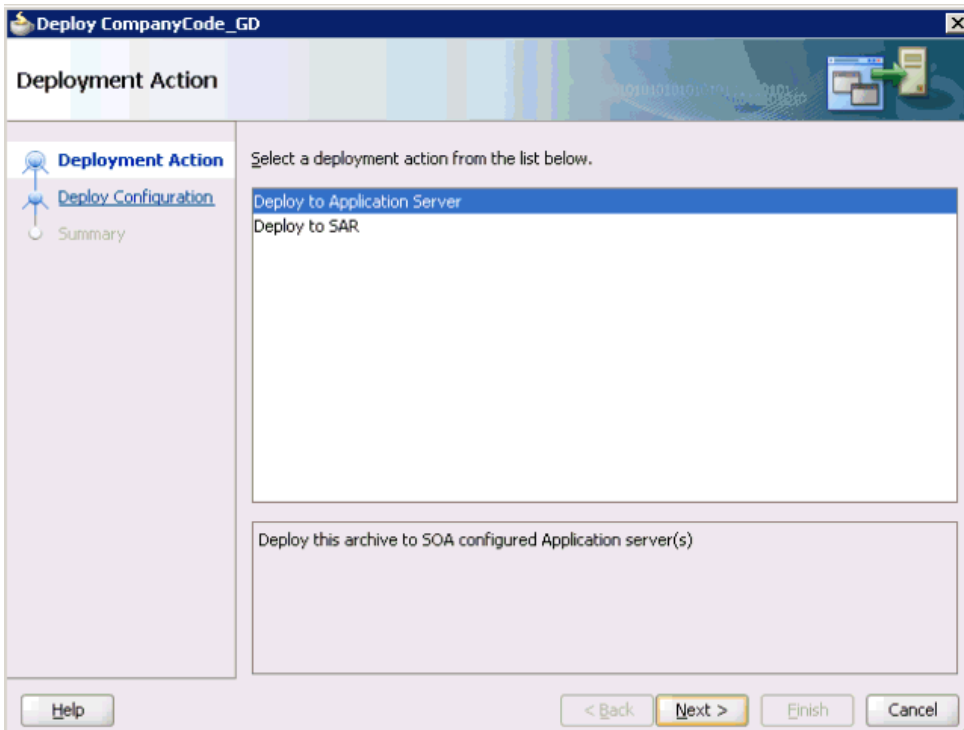 Deploy CompanyCode_GD
Deployment Action
Deployment Action
Deploy Configuration
Summary
Select a deployment action from the list below.
Deploy to Application Server
Deploy to SAR
Deploy this archive to SOA configured Application server(s)
Help
< Back
Next >
Finish
Cancel